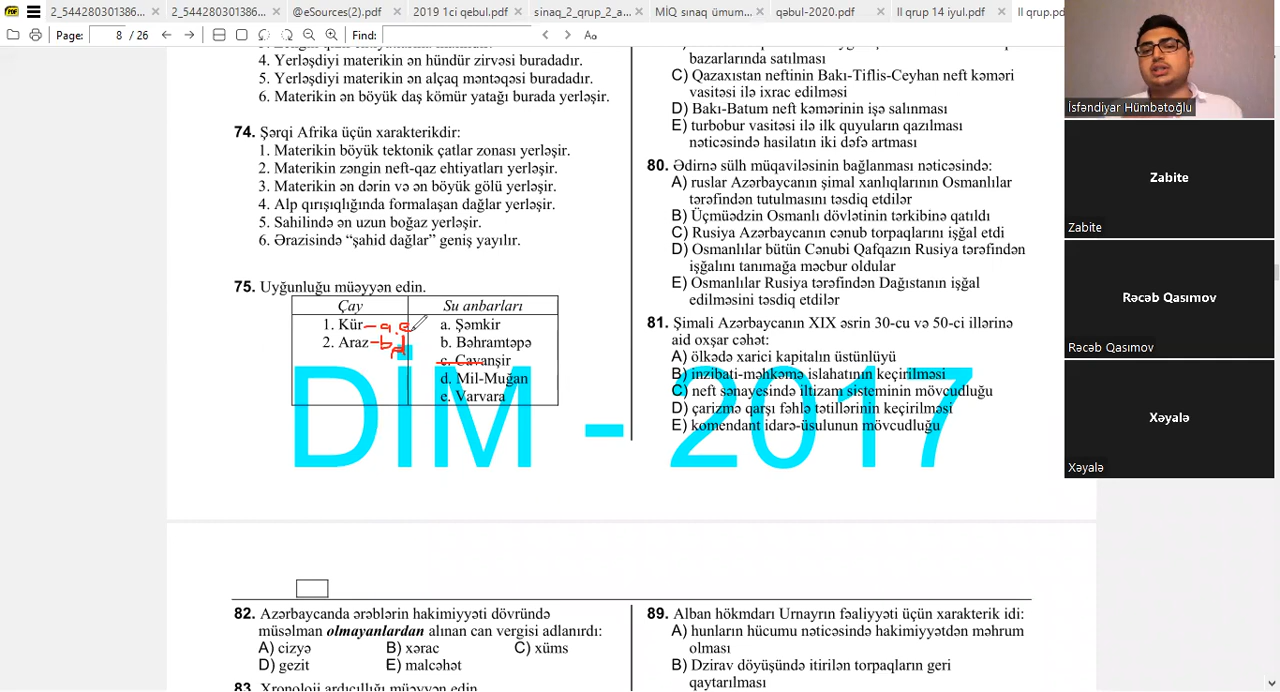 2_544280301386...
2_544280301386...
@eSources(2).pdf
2019 1ci qebul.pdf
sinaq_2_qrup_2_a...
MİQ sınaq ümum...
qəbul-2020.pdf
II qrup 14 iyul.pdf
II qrup.pd
Page: 8 / 26
Find:
4. Yerləşdiyi materikin ən hündür zirvəsi buradadır.
5. Yerləşdiyi materikin ən alçaq məntəqəsi buradadır.
6. Materikin ən böyük daş kömür yatağı burada yerləşir.
74. Şərqi Afrika üçün xarakterikdir:
1. Materikin böyük tektonik çatlar zonası yerləşir.
2. Materikin zəngin neft-qaz ehtiyatları yerləşir.
3. Materikin ən dərin və ən böyük gölü yerləşir.
4. Alp qırışıqlığında formalaşan dağlar yerləşir.
5. Sahilində ən uzun boğaz yerləşir.
6. Ərazisində “şahid dağlar” geniş yayılır.
75. Uyğunluğu müəyyən edin.
Çay
1. Kür – a.e
2. Araz – b
d
Su anbarları
a. Şəmkir
b. Bəhramtəpə
c. Cavanşir
d. Mil-Muğan
e. Varvara
bazarlarında satılması
C) Qazaxıstan neftinin Bakı-Tiflis-Ceyhan neft kəməri
vasitəsi ilə ixrac edilməsi
D) Bakı-Batum neft kəmərinin işə salınması
E) turbobur vasitəsi ilə ilk quyuların qazılması
nəticəsində hasilatın iki dəfə artması
80. Ədirnə sülh müqaviləsinin bağlanması nəticəsində:
A) ruslar Azərbaycanın şimal xanlıqlarının Osmanlılar
tərəfindən tutulmasını təsdiq etdilər
B) Üçmüədzin Osmanlı dövlətinin tərkibinə qatıldı
C) Rusiya Azərbaycanın cənub torpaqlarını işğal etdi
D) Osmanlılar bütün Cənubi Qafqazın Rusiya tərəfindən
işğalını tanımağa məcbur oldular
E) Osmanlılar Rusiya tərəfindən Dağıstanın işğal
edilməsini təsdiq etdilər
81. Şimali Azərbaycanın XIX əsrin 30-cu və 50-ci illərinə
aid oxşar cəhət:
A) ölkədə xarici kapitalın üstünlüyü
B) inzibati-məhkəmə islahatının keçirilməsi
C) neft sənayesində iltizam sisteminin mövcudluğu
D) çarizmə qarşı fəhlə tətillərinin keçirilməsi
E) komendant idarə-üsulunun mövcudluğu
DİM - 2017
82. Azərbaycanda ərəblərin hakimiyyəti dövründə
müsəlman olmayanlardan alınan can vergisi adlanırdı:
A) cizyə B) xərac C) xüms
D) gezit E) malcəhət
83. Xronoloji ardıcıllığı müəyyən edin
89. Alban hökmdarı Urnayrın fəaliyyəti üçün xarakterik idi:
A) hunların hücumu nəticəsində hakimiyyətdən məhrum
olması
B) Dzirav döyüşündə itirilən torpaqların geri
qaytarılması
İsfəndiyar Hümbətoğlu
Zabite
Zabite
Rəcəb Qasımov
Rəcəb Qasımov
Xəyalə
Xəyalə